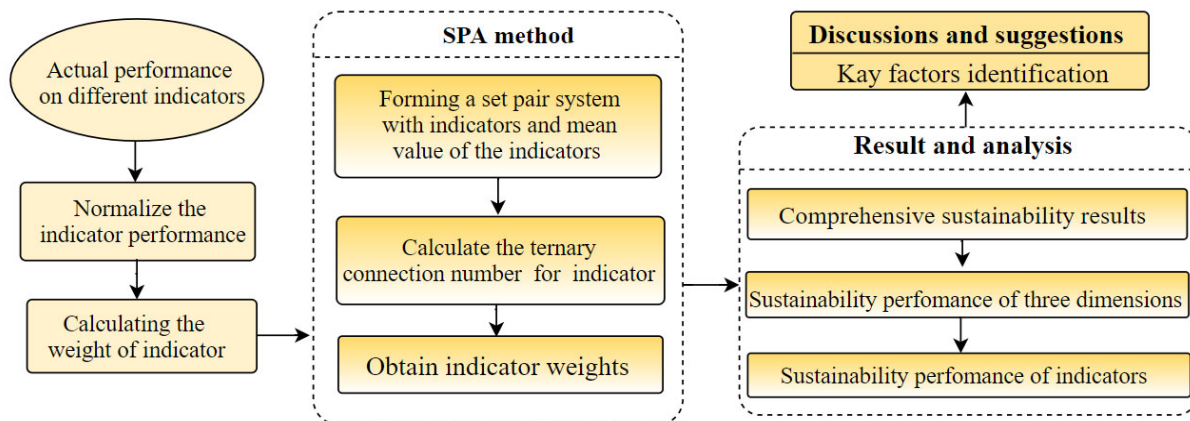 Actual performance
on different indicators
Normalize the
indicator performance
Calculating the
weight of indicator
SPA method
Forming a set pair system
with indicators and mean
value of the indicators
Calculate the ternary
connection number for indicator
Obtain indicator weights
Discussions and suggestions
Kay factors identification
Result and analysis
Comprehensive sustainability results
Sustainability perfomance of three dimensions
Sustainability perfomance of indicators